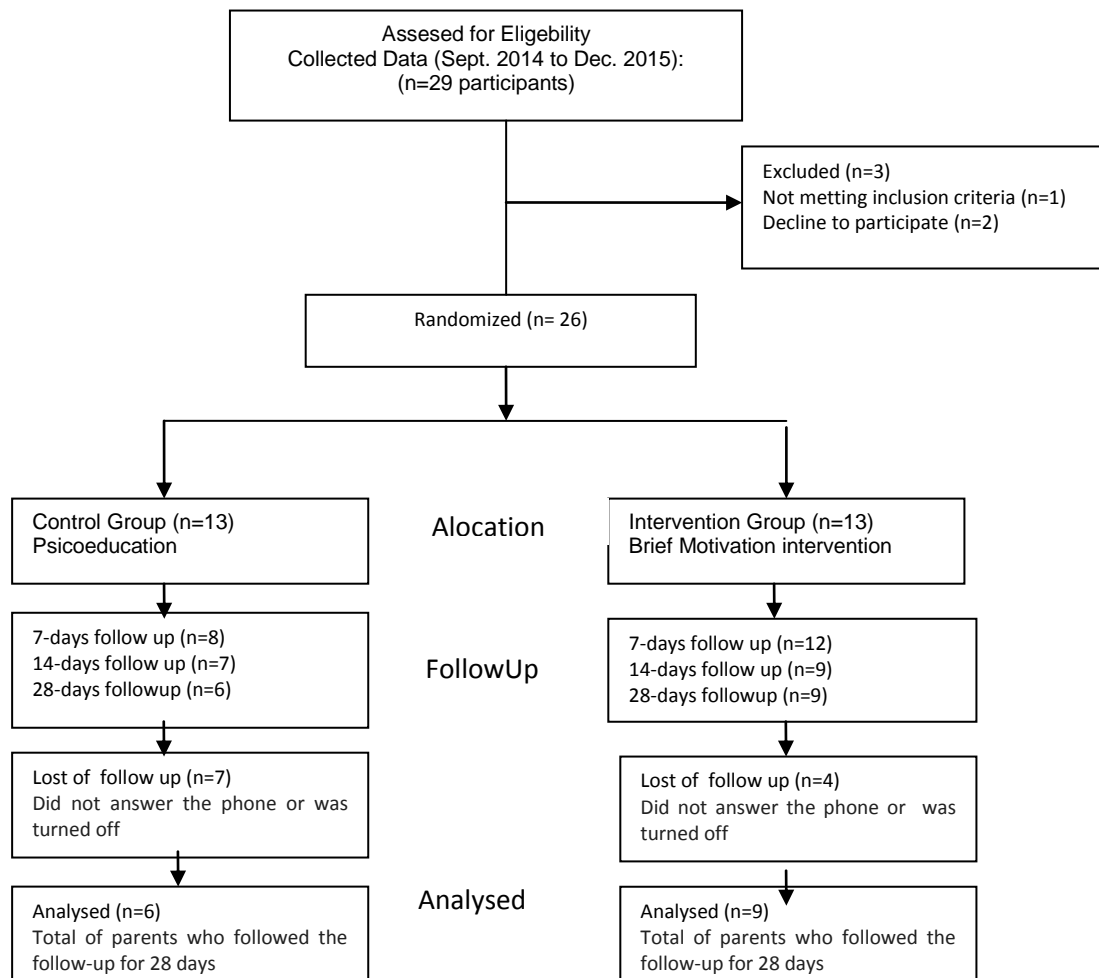 Assesed for Eligebility
Collected Data (Sept. 2014 to Dec. 2015):
(n=29 participants)
Excluded (n=3)
Not metting inclusion criteria (n=1)
Decline to participate (n=2)
Randomized (n= 26)
Control Group (n=13)
Psicoeducation
Alocation
Intervention Group (n=13)
Brief Motivation intervention
7-days follow up (n=8)
14-days follow up (n=7)
28-days followup (n=6)
FollowUp
7-days follow up (n=12)
14-days follow up (n=9)
28-days followup (n=9)
Lost of follow up (n=7)
Did not answer the phone or was
turned off
Lost of follow up (n=4)
Did not answer the phone or was
turned off
Analysed
Analysed (n=6)
Total of parents who followed the
follow-up for 28 days
Analysed (n=9)
Total of parents who followed the
follow-up for 28 days